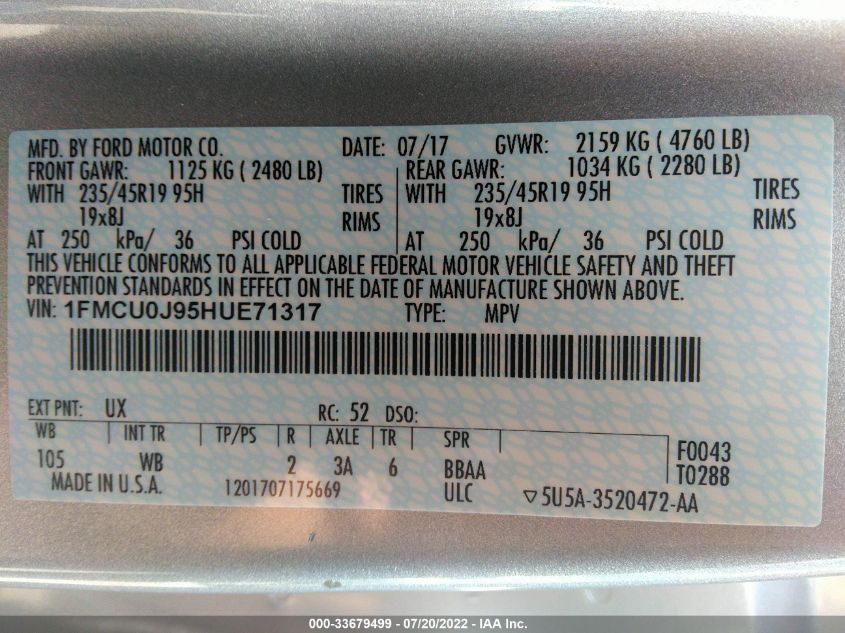 MFD. BY FORD MOTOR CO. DATE: 07/17 GVWR: 2159 KG ( 4760 LB)
FRONT GAWR: 1125 KG ( 2480 LB) REAR GAWR: 1034 KG ( 2280 LB)
WITH 235/45R19 95H TIRES WITH 235/45R19 95H TIRES
19x8J RIMS 19x8J RIMS
AT 250 kPa/ 36 PSI COLD AT 250 kPa/ 36 PSI COLD
THIS VEHICLE CONFORMS TO ALL APPLICABLE FEDERAL MOTOR VEHICLE SAFETY AND THEFT
PREVENTION STANDARDS IN EFFECT ON THE DATE OF MANUFACTURE SHOWN ABOVE.
VIN: 1FMCU0J95HUE71317 TYPE: MPV
EXT PNT: UX RC: 52 DSO:
WB INT TR TP/PS R AXLE TR SPR F0043
105 WB 2 3A 6 BBAA T0288
MADE IN U.S.A. 1201707175669 ULC ▽5U5A-3520472-AA
000-33679499 - 07/20/2022 - IAA Inc.